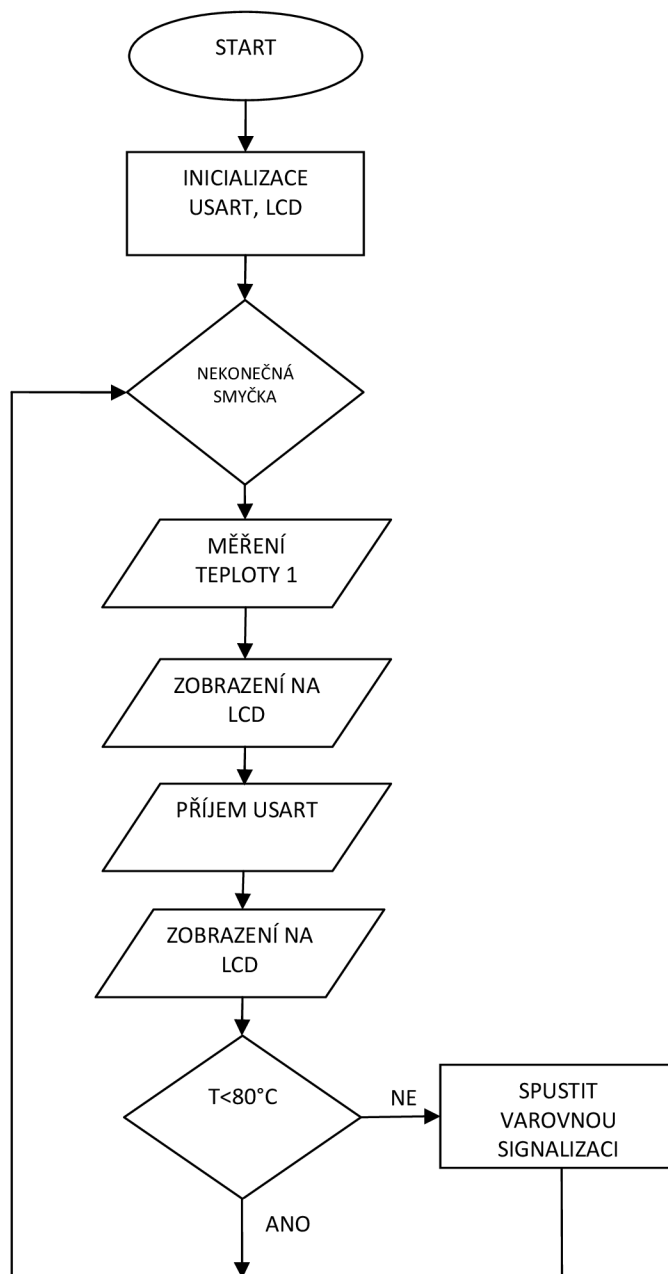 START
INICIALIZACE
USART, LCD
NEKONEČNÁ
SMYČKA
MĚŘENÍ
TEPLOTY 1
ZOBRAZENÍ NA
LCD
PŘÍJEM USART
ZOBRAZENÍ NA
LCD
T<80°C
NE
SPUSTIT
VAROVNOU
SIGNALIZACI
ANO